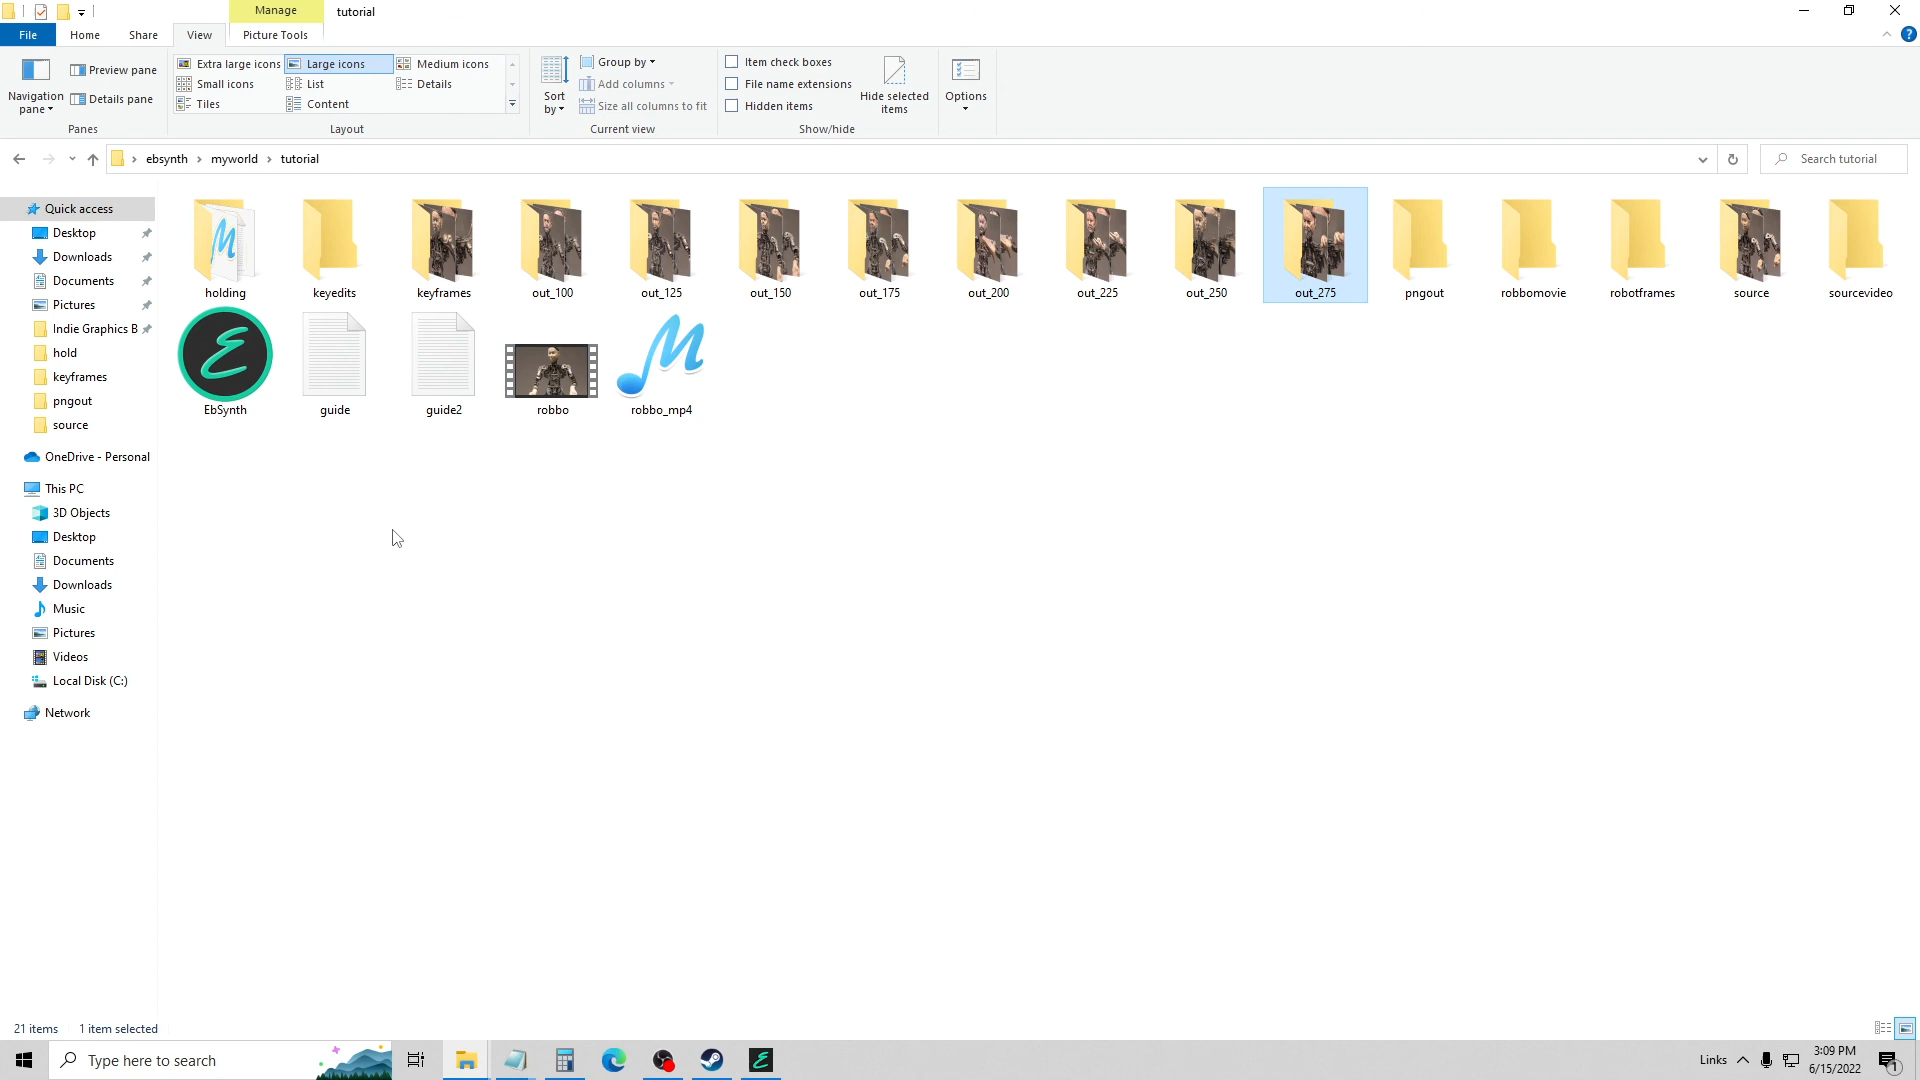 Manage
tutorial
File
Home
Share
View
Picture Tools
Navigation pane
Preview pane
Details pane
Panes
Extra large icons
Large icons
Medium icons
Small icons
List
Details
Tiles
Content
Layout
Sort by
Group by
Add columns
Size all columns to fit
Current view
Item check boxes
File name extensions
Hidden items
Hide selected items
Show/hide
Options
ebsynth
myworld
tutorial
Search tutorial
Quick access
Desktop
Downloads
Documents
Pictures
Indie Graphics B
hold
keyframes
pngout
source
OneDrive - Personal
This PC
3D Objects
Desktop
Documents
Downloads
Music
Pictures
Videos
Local Disk (C:)
Network
holding
keyedits
keyframes
out_100
out_125
out_150
out_175
out_200
out_225
out_250
out_275
pngout
robbomovie
robotframes
source
sourcevideo
EbSynth
guide
guide2
robbo
robbo_mp4
21 items
1 item selected
Type here to search
Links
3:09 PM
6/15/2022
1